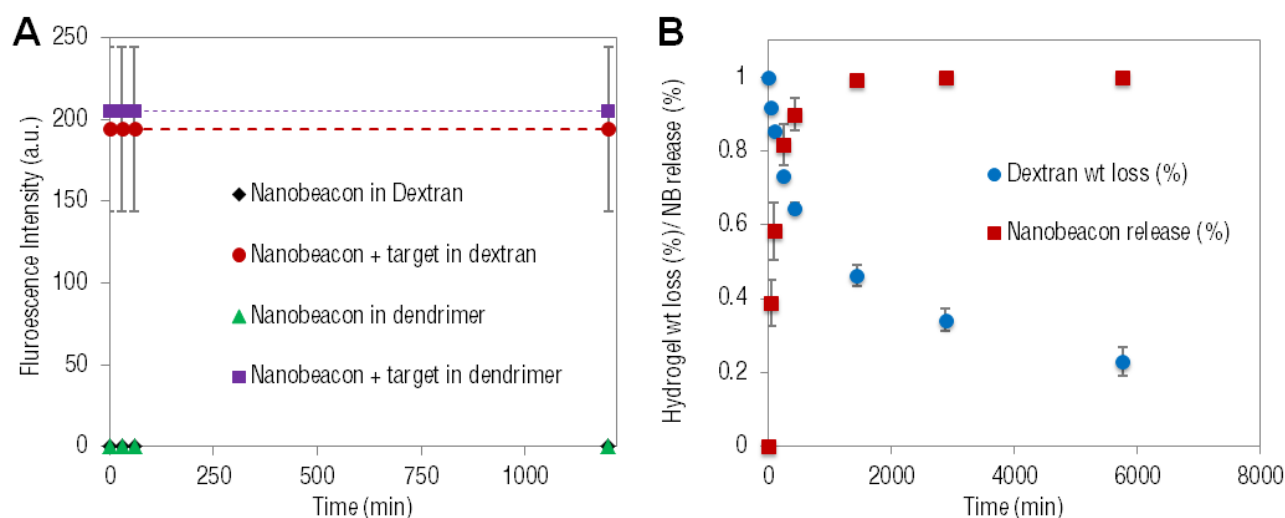 A
Fluroescence Intensity (a.u.)
250
200
150
100
50
0
Nanobeacon in Dextran
Nanobeacon + target in dextran
Nanobeacon in dendrimer
Nanobeacon + target in dendrimer
0 250 500 750 1000
Time (min)
B
Hydrogel wt loss (%)/ NB release (%)
1
0.8
0.6
0.4
0.2
0
Dextran wt loss (%)
Nanobeacon release (%)
0 2000 4000 6000 8000
Time (min)